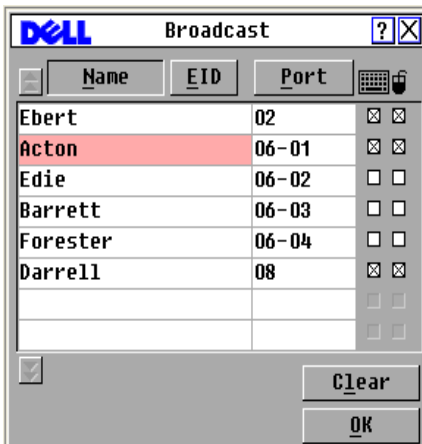 DELL Broadcast ? X
Name EID Port
Ebert 02
Acton 06-01
Edie 06-02
Barrett 06-03
Forester 06-04
Darrell 08
Clear
OK